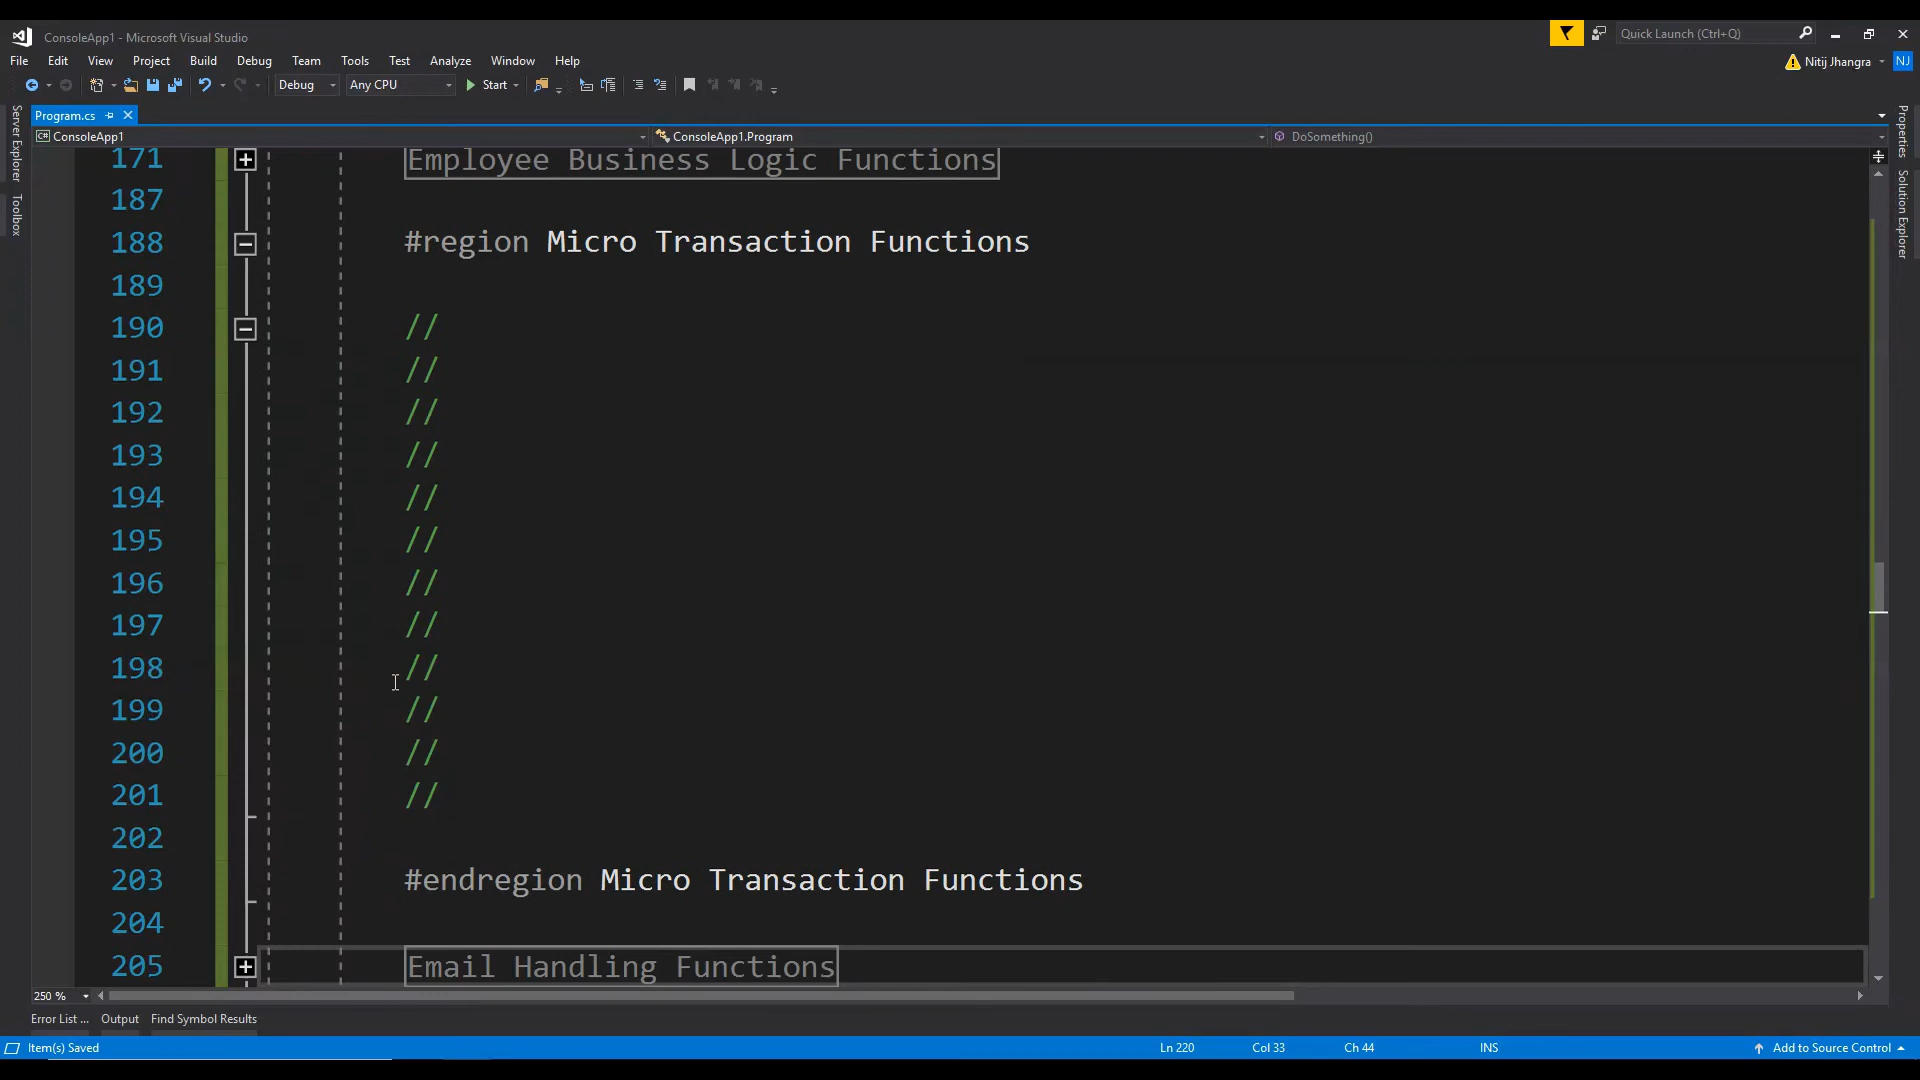 ConsoleApp1 - Microsoft Visual Studio
Quick Launch (Ctrl+Q)
File Edit View Project Build Debug Team Tools Test Analyze Window Help
Nitij Jhangra NJ
Debug Any CPU Start
Program.cs
ConsoleApp1 ConsoleApp1.Program DoSomething()
Server Explorer
Toolbox
Properties
Solution Explorer
171 Employee Business Logic Functions
187
188 #region Micro Transaction Functions
189
190 //
191 //
192 //
193 //
194 //
195 //
196 //
197 //
198 //
199 //
200 //
201 //
202
203 #endregion Micro Transaction Functions
204
205 Email Handling Functions
250 %
Error List ... Output Find Symbol Results
Item(s) Saved Ln 220 Col 33 Ch 44 INS Add to Source Control